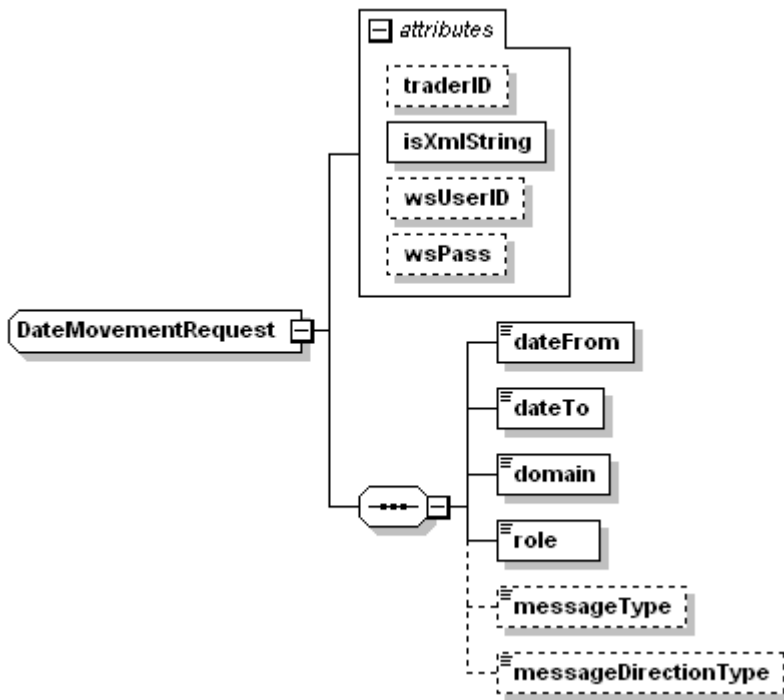 attributes
traderID
isXmlString
wsUserID
wsPass
DateMovementRequest
dateFrom
dateTo
domain
role
messageType
messageDirectionType